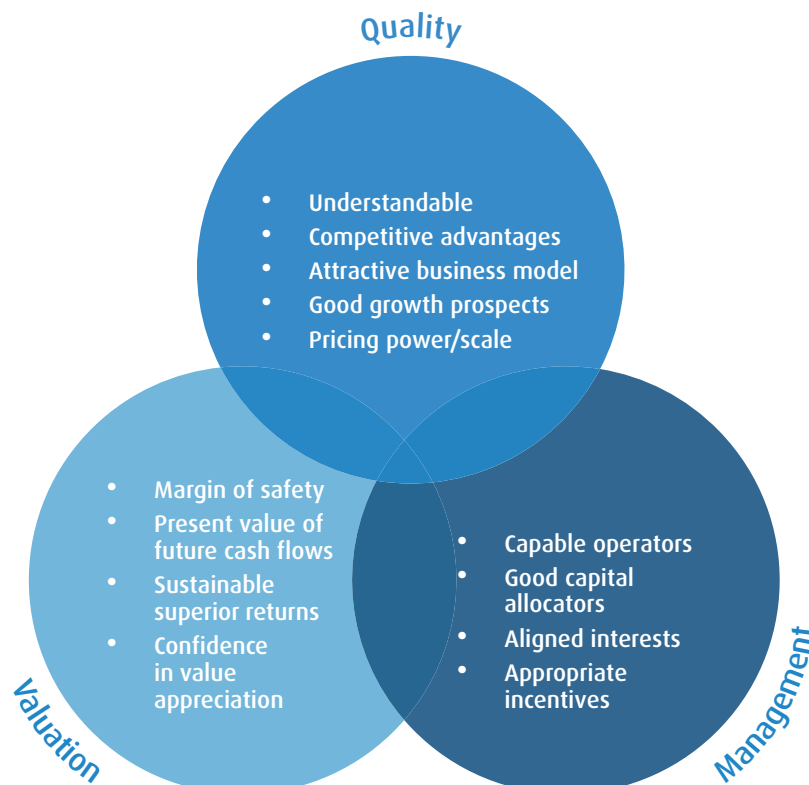 Quality
• Understandable
• Competitive advantages
• Attractive business model
• Good growth prospects
• Pricing power/scale
• Margin of safety
• Present value of
future cash flows
• Sustainable
superior returns
• Confidence
in value
appreciation
Valuation
• Capable operators
• Good capital
allocators
• Aligned interests
• Appropriate
incentives
Management